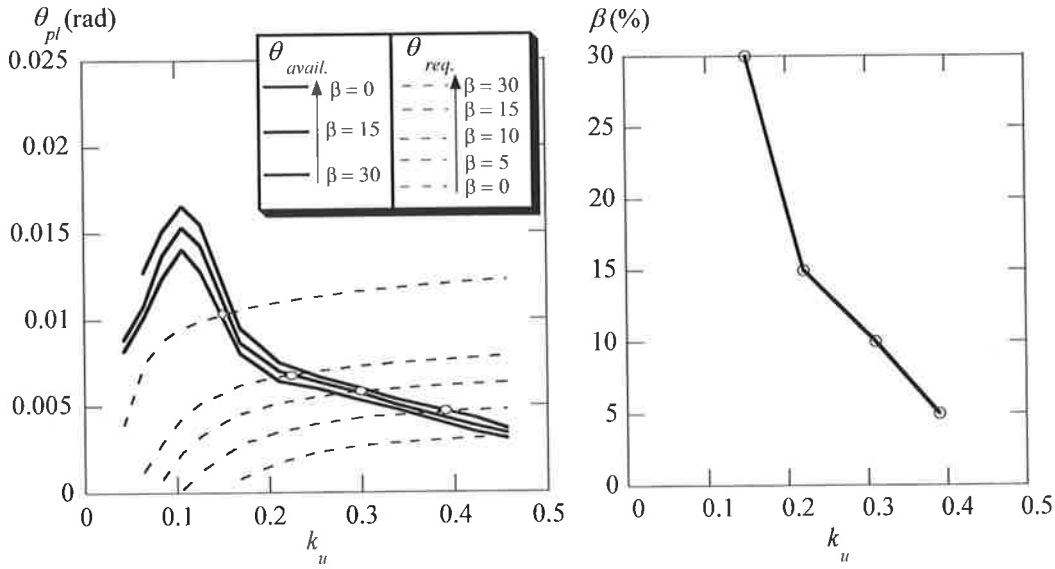 θpl (rad)
0.025
0.02
0.015
0.01
0.005
0
0
0.1
0.2
0.3
0.4
0.5
ku
θavail.
β = 0
β = 15
β = 30
θreq.
β = 30
β = 15
β = 10
β = 5
β = 0
β (%)
30
25
20
15
10
5
0
0
0.1
0.2
0.3
0.4
0.5
ku